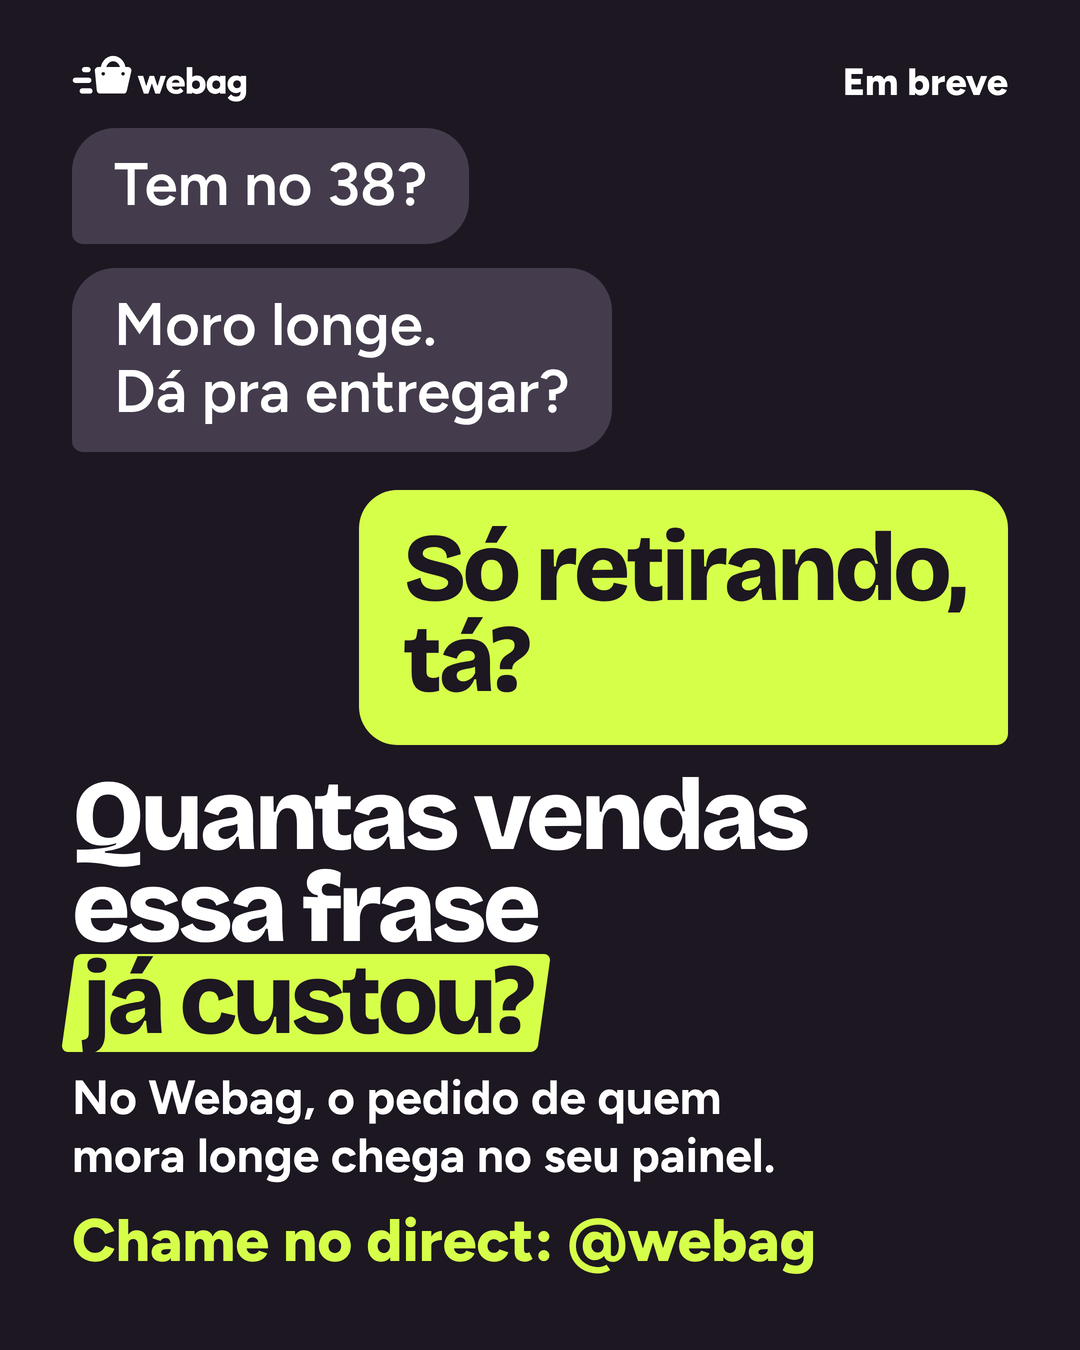 webag
Em breve
Tem no 38?
Moro longe.
Dá pra entregar?
Só retirando,
tá?
Quantas vendas
essa frase
já custou?
No Webag, o pedido de quem
mora longe chega no seu painel.
Chame no direct: @webag